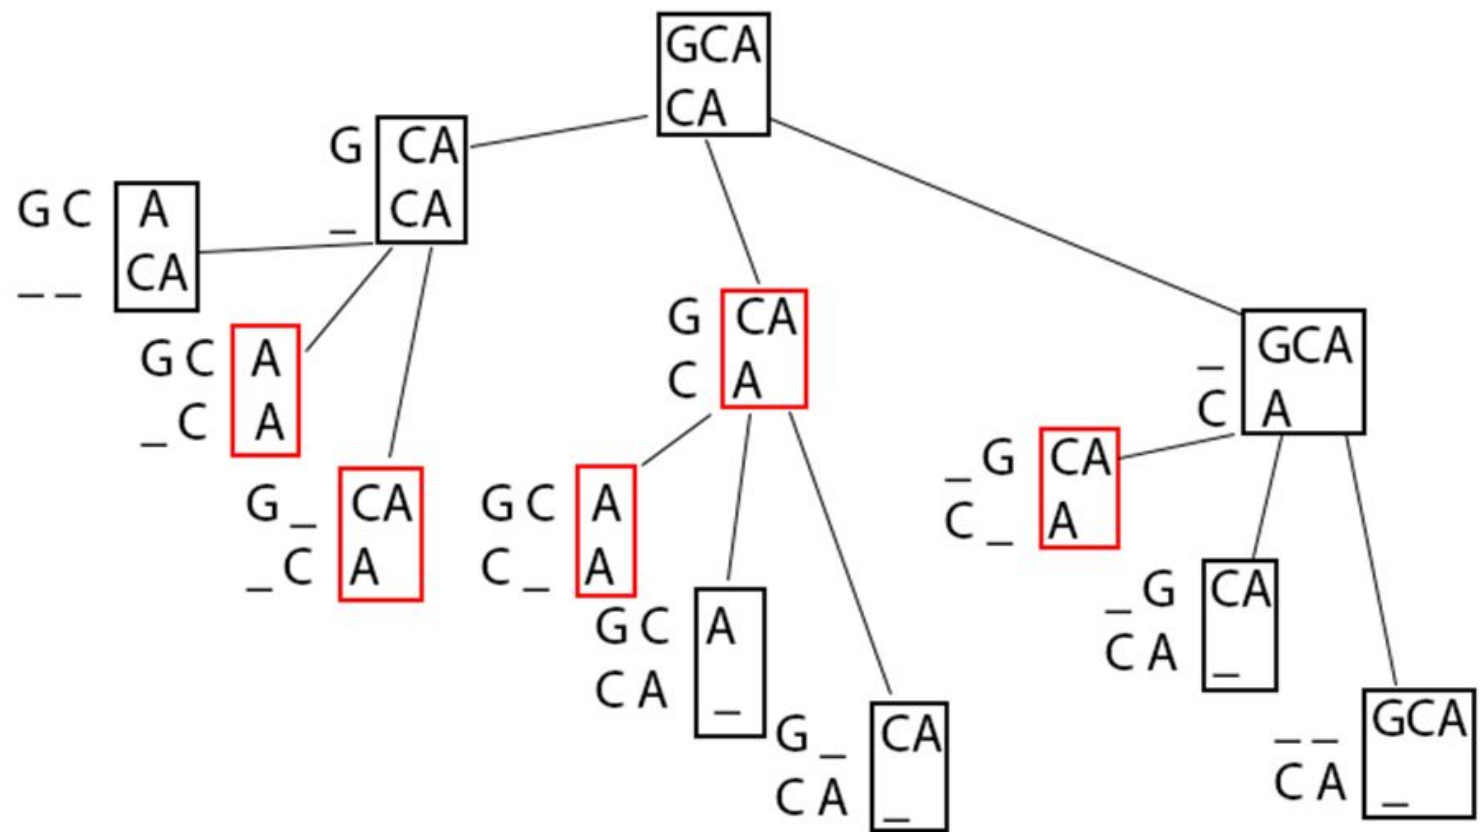 GCA
CA
G CA
_ CA
GC A
_ _ CA
GC A
_C A
G_ CA
_C A
G CA
C A
GC A
C_ A
GC A
CA _
G_ CA
CA _
_ GCA
C A
_G CA
C_ A
_G CA
CA _
_ _ GCA
CA _